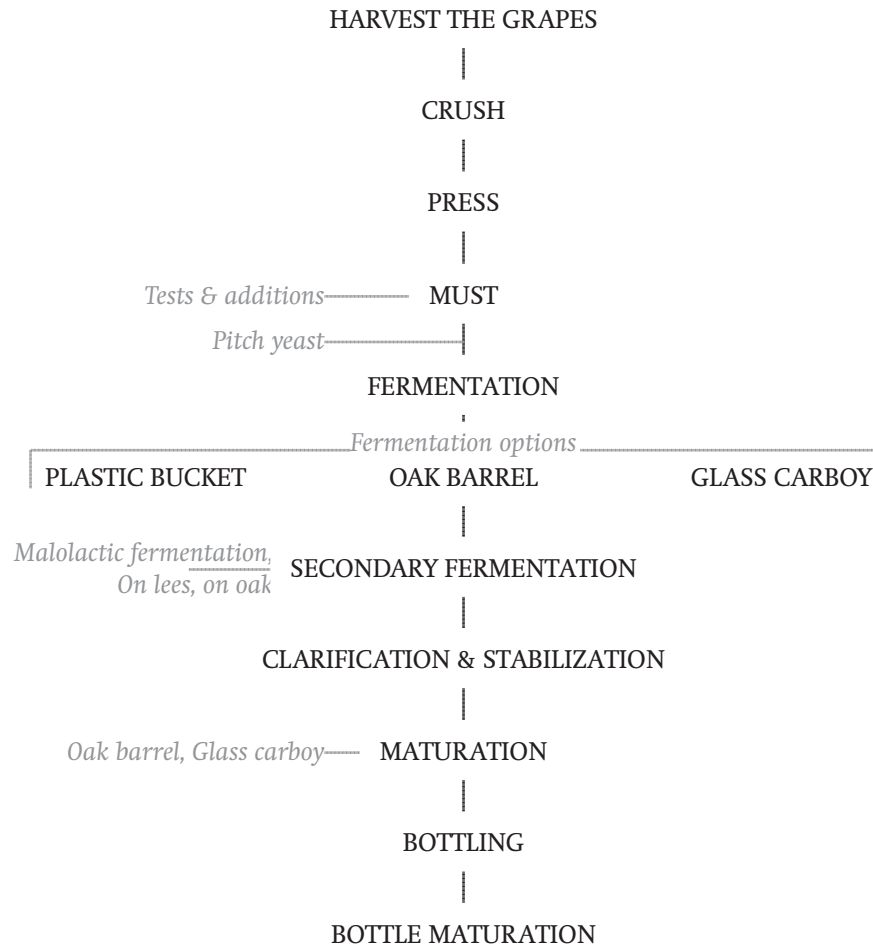 HARVEST THE GRAPES
CRUSH
PRESS
Tests & additions MUST
Pitch yeast
FERMENTATION
Fermentation options
PLASTIC BUCKET OAK BARREL GLASS CARBOY
Malolactic fermentation,
On lees, on oak
SECONDARY FERMENTATION
CLARIFICATION & STABILIZATION
Oak barrel, Glass carboy MATURATION
BOTTLING
BOTTLE MATURATION